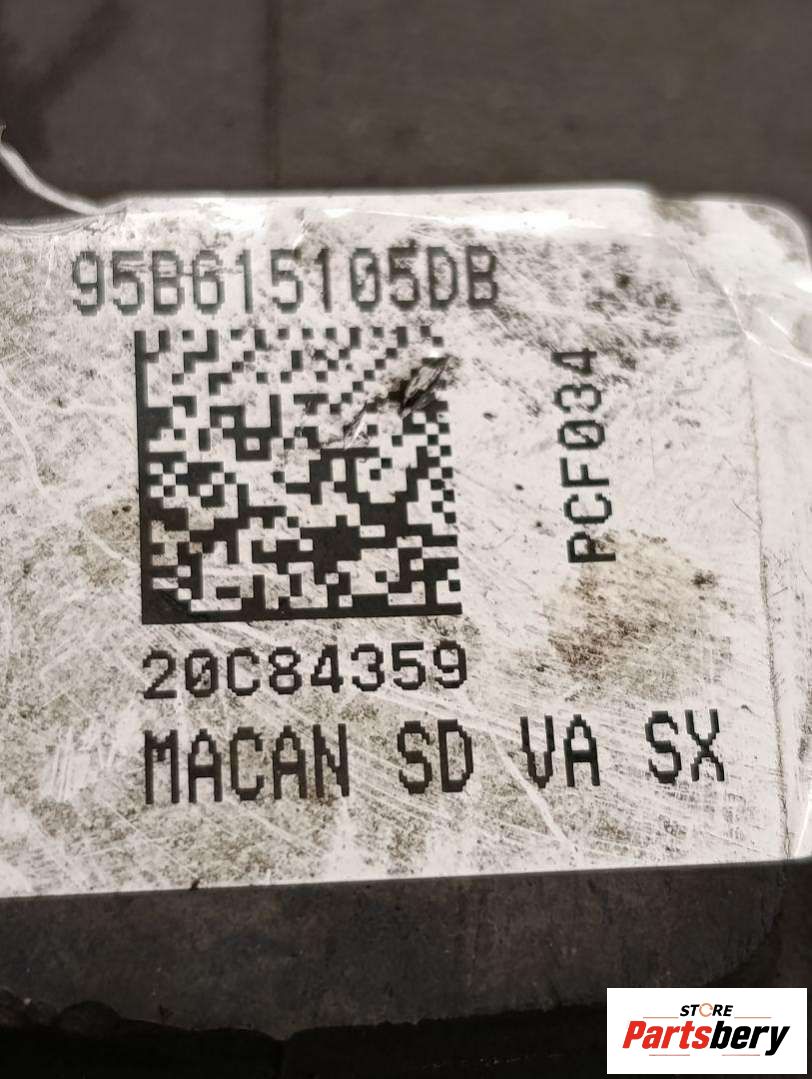 95B615105DB
PCF034
20C84359
MACAN SD VA SX
STORE
Partsbery